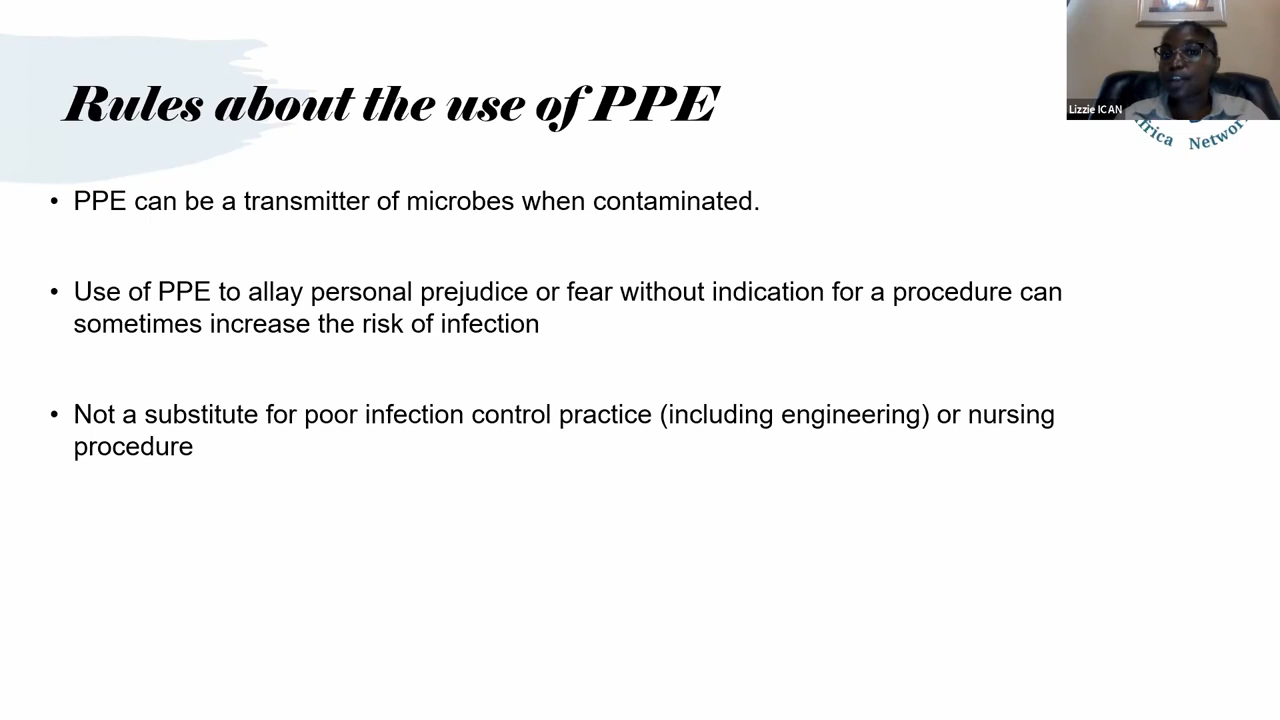 Rules about the use of PPE
Lizzie ICAN
frica Networ
• PPE can be a transmitter of microbes when contaminated.
• Use of PPE to allay personal prejudice or fear without indication for a procedure can
sometimes increase the risk of infection
• Not a substitute for poor infection control practice (including engineering) or nursing
procedure